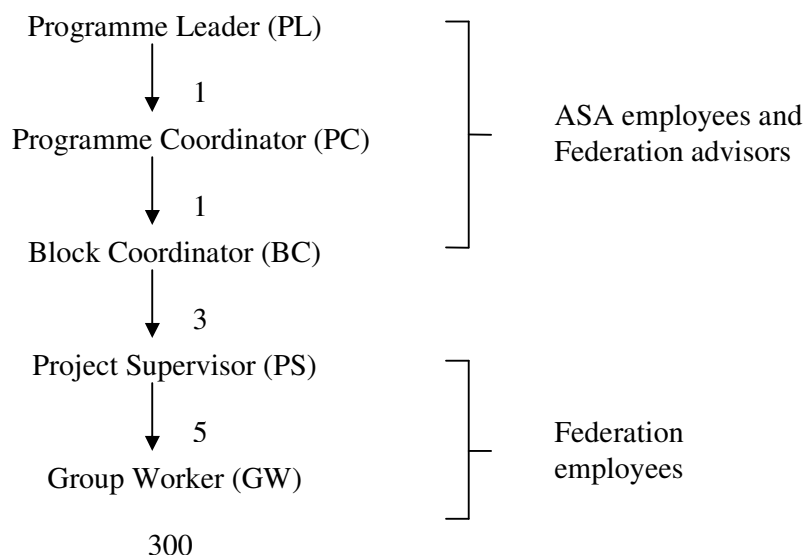 Programme Leader (PL)
1
Programme Coordinator (PC)
ASA employees and
Federation advisors
1
Block Coordinator (BC)
3
Project Supervisor (PS)
5
Federation
employees
Group Worker (GW)
300